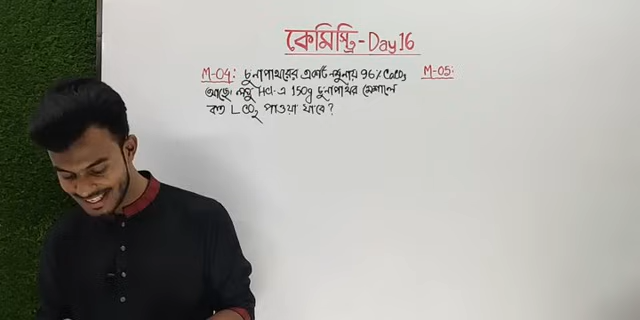 কেমিস্ট্রি-Day 16
M-04: চুনাপাথরের একটি নমুনায় 96% CaCO3 M-05:
আছে। লঘু HCl-এ 150g চুনাপাথর মেশালে
কত L CO2 পাওয়া যাবে?